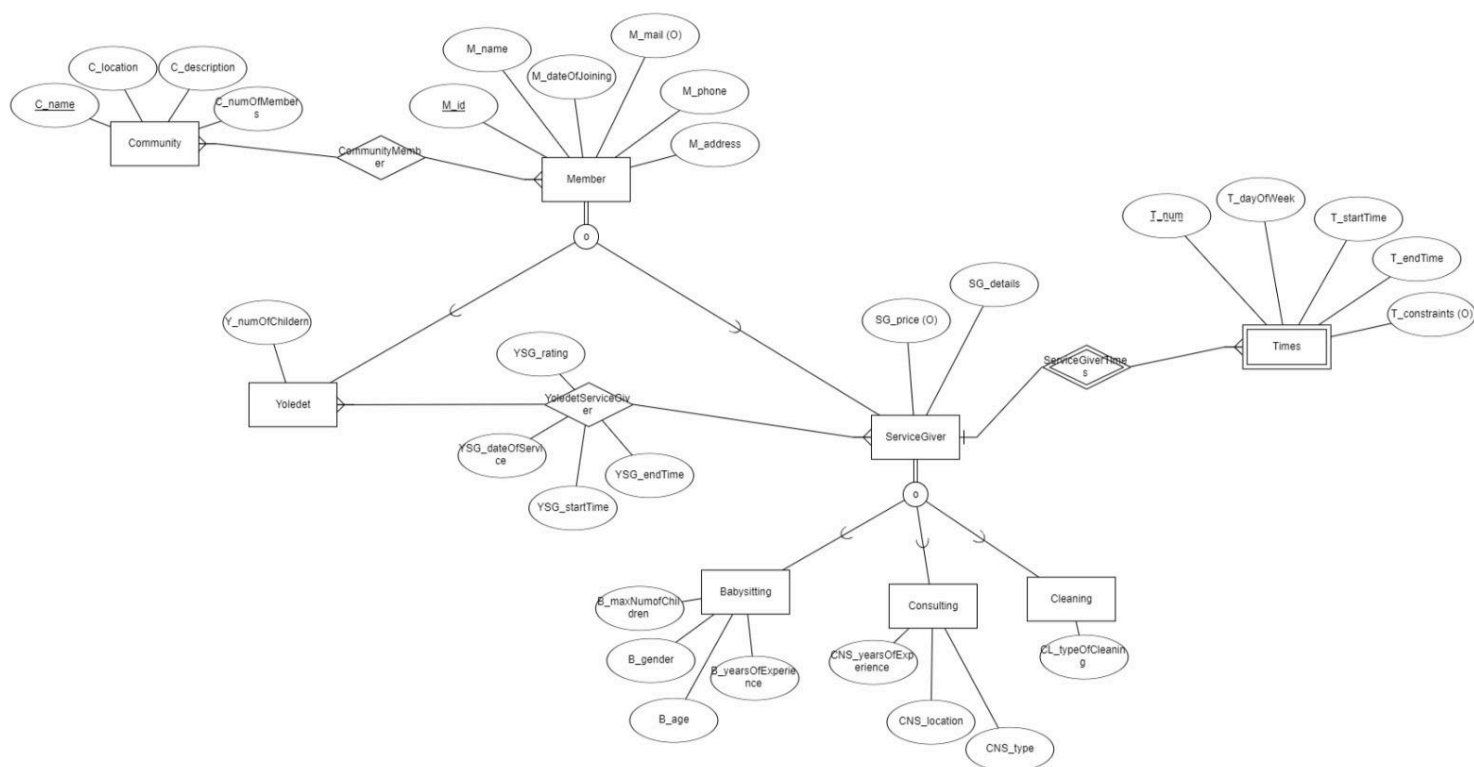 M_mail (O)
M_name
C_location
C_description
M_dateOfJoining
C_name
C_numOfMember
s
M_id
M_phone
M_address
Community
CommunityMem
ber
Member
o
T_num
T_dayOfWeek
T_startTime
T_endTime
T_constraints (O)
Times
SG_details
SG_price (O)
ServiceGiverTime
s
Y_numOfChildern
YSG_rating
Yoledet
YoledetServiceGiv
er
ServiceGiver
YSG_dateOfServi
ce
YSG_endTime
YSG_startTime
o
Babysitting
Consulting
Cleaning
B_maxNumofChil
dren
B_gender
B_yearsOfExperie
nce
B_age
CNS_yearsOfExp
erience
CNS_location
CNS_type
CL_typeOfCleanin
g